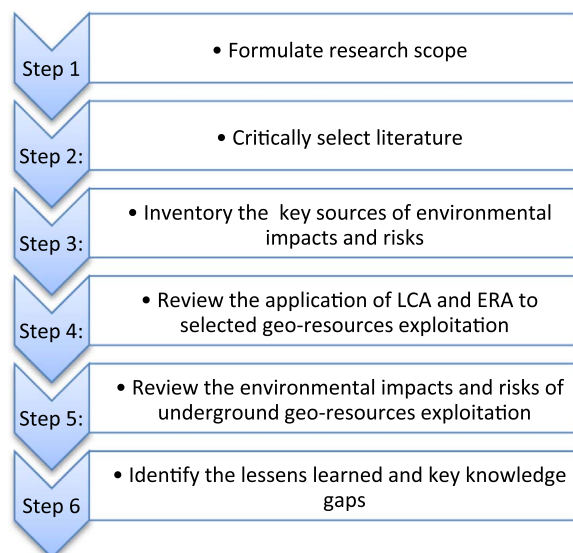 Step 1
• Formulate research scope
Step 2:
• Critically select literature
Step 3:
• Inventory the key sources of environmental
impacts and risks
Step 4:
• Review the application of LCA and ERA to
selected geo-resources exploitation
Step 5:
• Review the environmental impacts and risks of
underground geo-resources exploitation
Step 6
• Identify the lessens learned and key knowledge
gaps